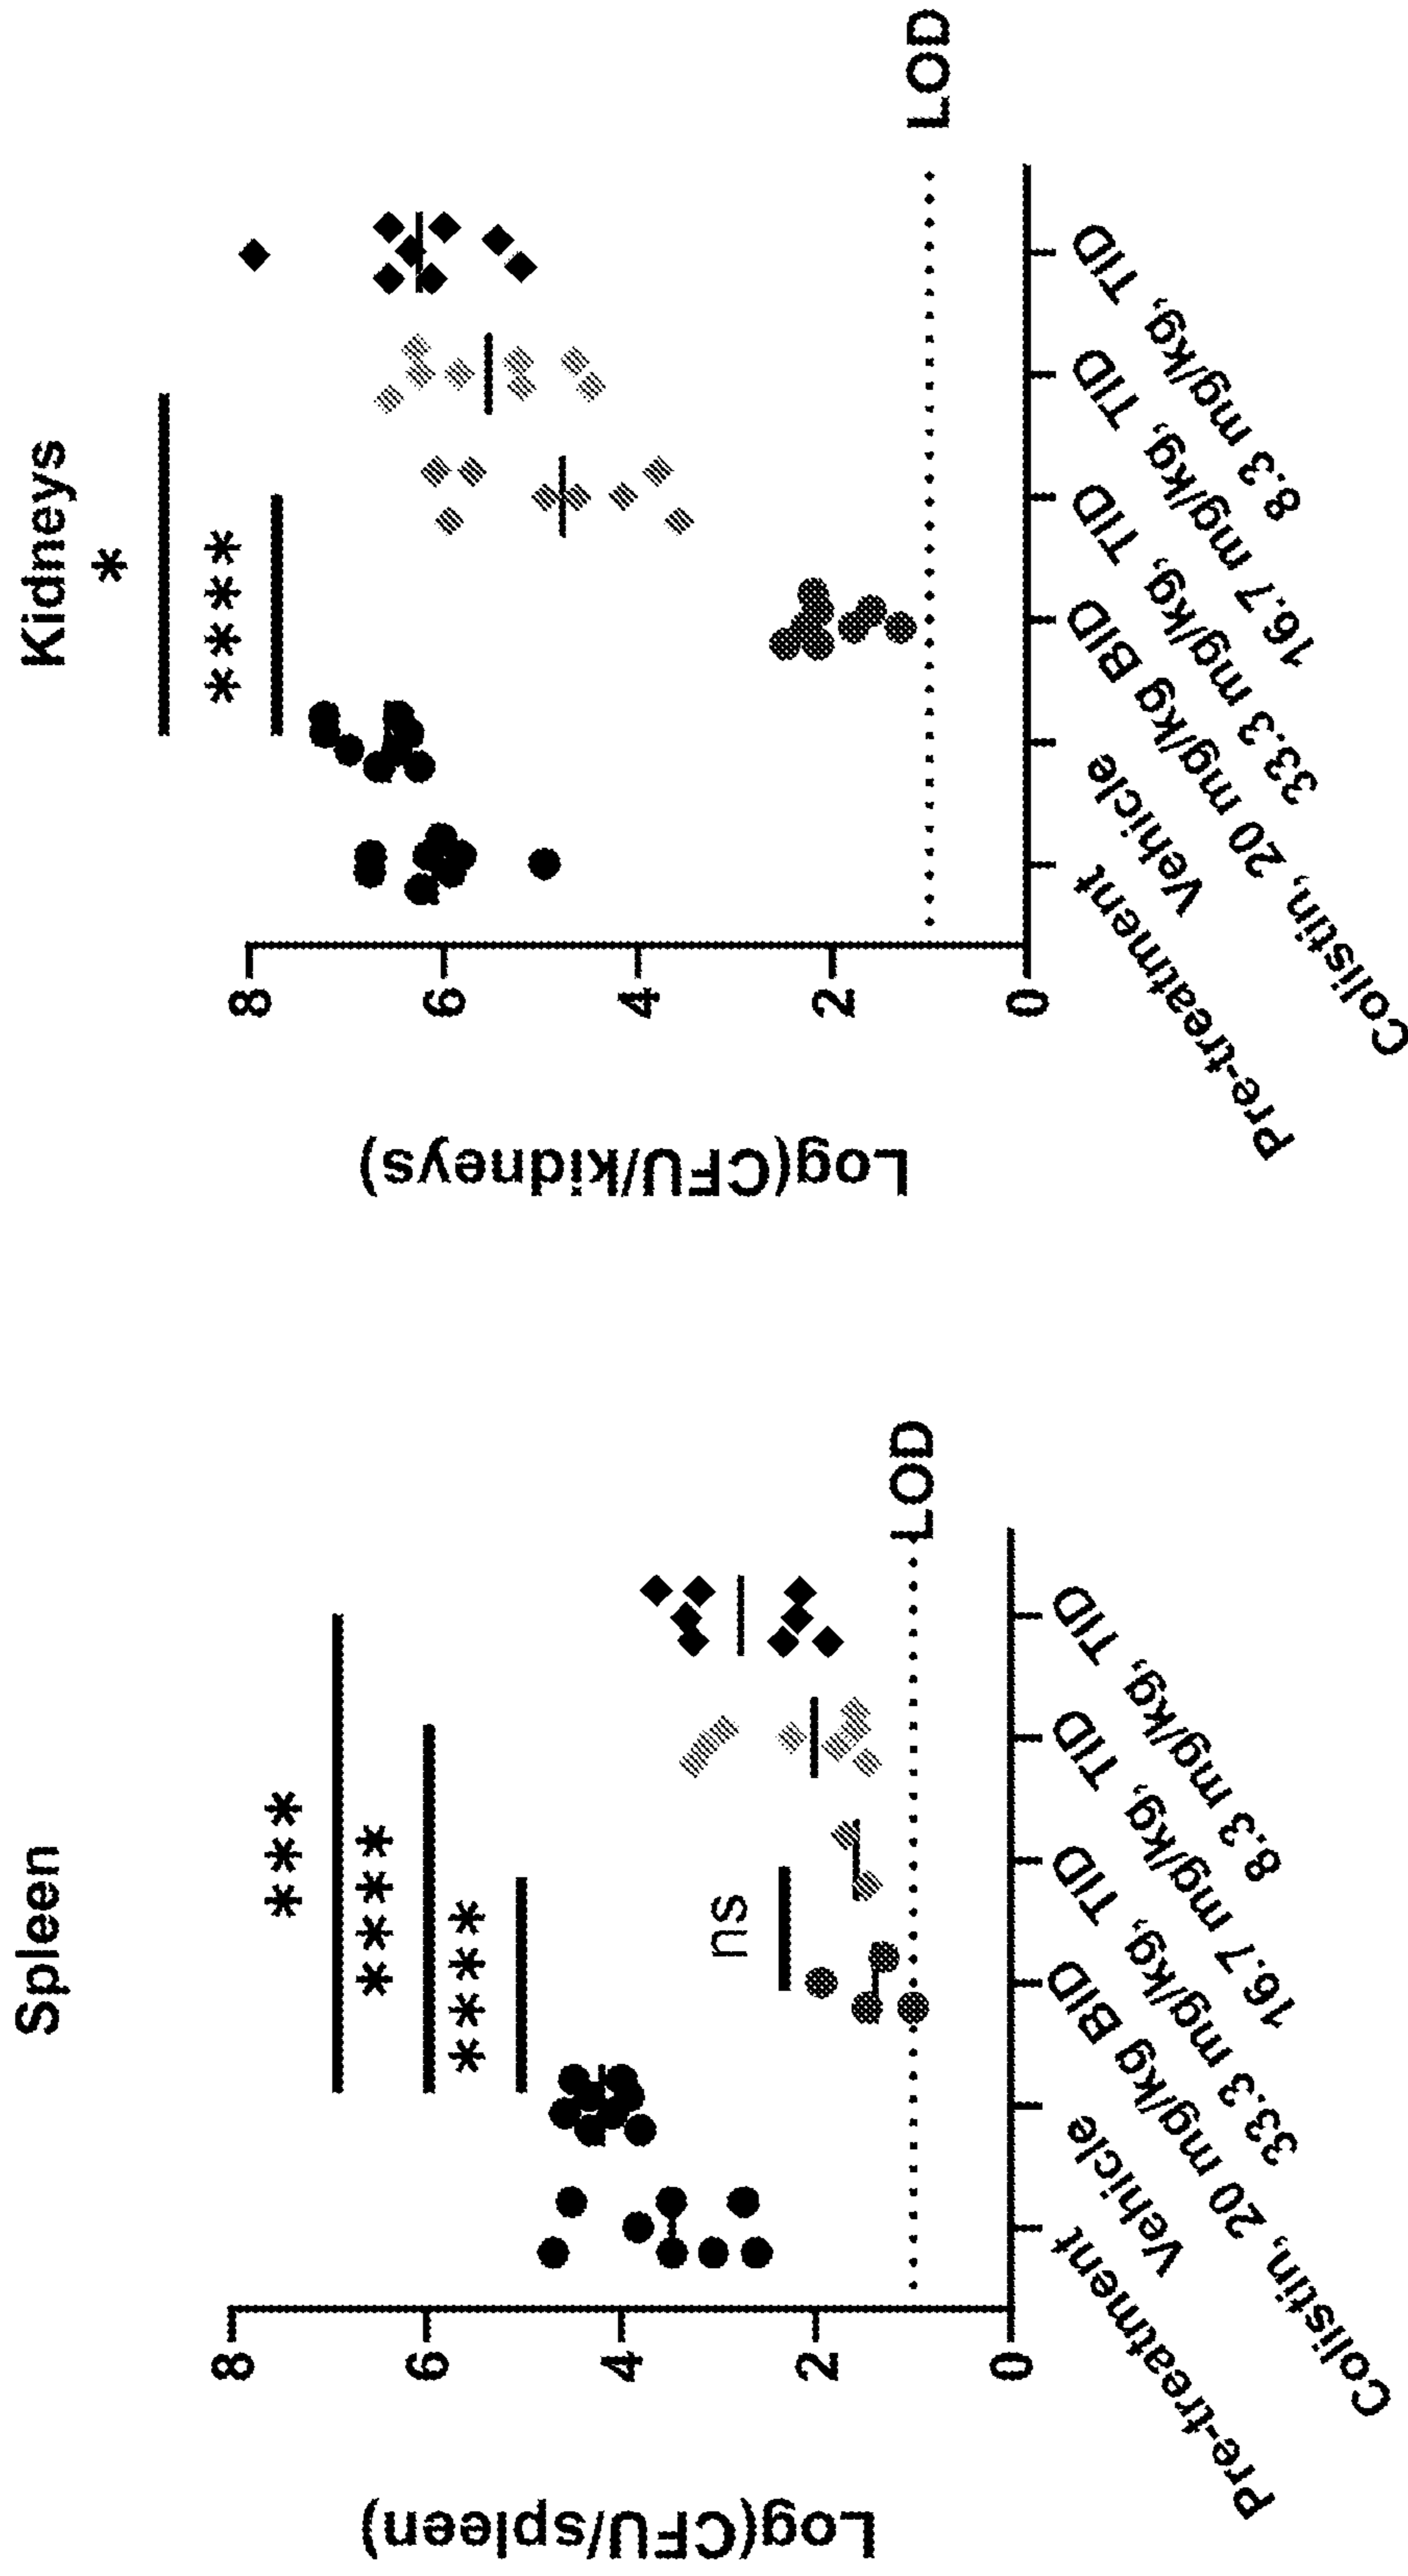 Spleen
***
****
****
ns
Log(CFU/spleen)
8
6
4
2
0
LOD
Pre-treatment
Vehicle
Colistin, 20 mg/kg BID
33.3 mg/kg, TID
16.7 mg/kg, TID
8.3 mg/kg, TID
Kidneys
*
****
Log(CFU/kidneys)
8
6
4
2
0
LOD
Pre-treatment
Vehicle
Colistin, 20 mg/kg BID
33.3 mg/kg, TID
16.7 mg/kg, TID
8.3 mg/kg, TID